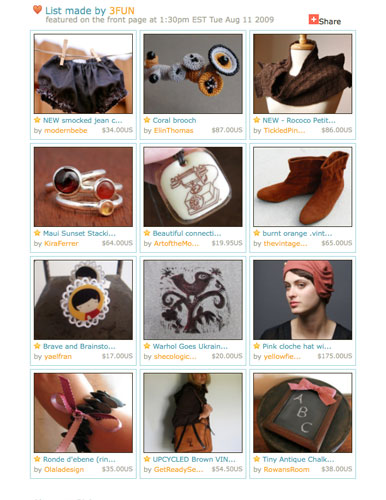 List made by 3FUN
featured on the front page at 1:30pm EST Tue Aug 11 2009
Share
NEW smocked jean c...
by modernbebe $34.00US
Coral brooch
by ElinThomas $87.00US
NEW - Rococo Petit...
by TickledPin... $86.00US
Maui Sunset Stacki...
by KiraFerrer $64.00US
Beautiful connecti...
by ArtoftheMo... $19.95US
burnt orange .vint...
by thevintage... $65.00US
Brave and Brainsto...
by yaelfran $17.00US
Warhol Goes Ukrain...
by shecologic... $20.00US
Pink cloche hat wi...
by yellowfie... $175.00US
A
B
C
Ronde d'ebene (rin...
by Olaladesign $35.00US
UPCYCLED Brown VIN...
by GetReadySe... $54.50US
Tiny Antique Chalk...
by RowansRoom $38.00US